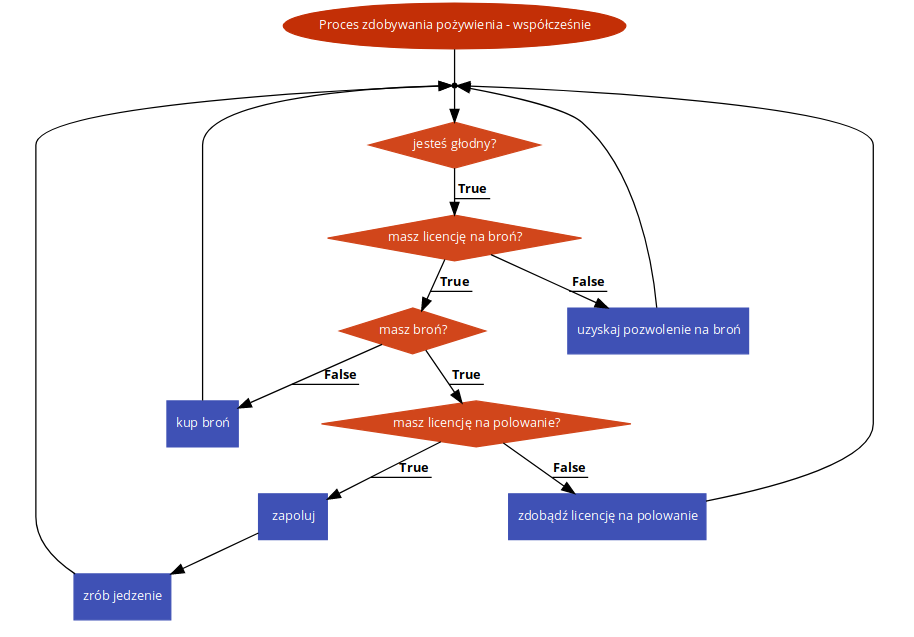 Proces zdobywania pożywienia - współcześnie
jesteś głodny?
True
masz licencję na broń?
True
False
masz broń?
uzyskaj pozwolenie na broń
False
True
kup broń
masz licencję na polowanie?
True
False
zapoluj
zdobądź licencję na polowanie
zrób jedzenie